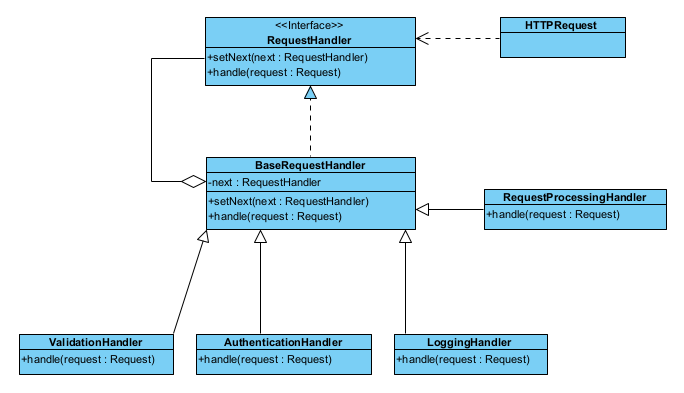 <<Interface>>
RequestHandler
+setNext(next : RequestHandler)
+handle(request : Request)
HTTPRequest
BaseRequestHandler
-next : RequestHandler
+setNext(next : RequestHandler)
+handle(request : Request)
RequestProcessingHandler
+handle(request : Request)
ValidationHandler
+handle(request : Request)
AuthenticationHandler
+handle(request : Request)
LoggingHandler
+handle(request : Request)